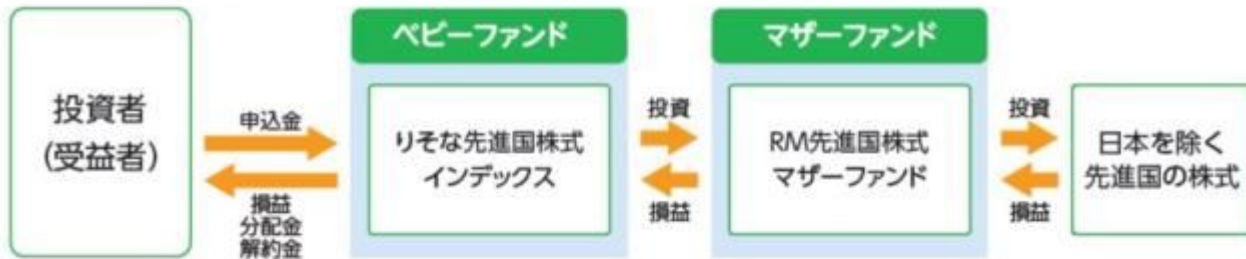 投資者
(受益者)
申込金
損益
分配金
解約金
ベビーファンド
りそな先進国株式
インデックス
投資
損益
マザーファンド
RM先進国株式
マザーファンド
投資
損益
日本を除く
先進国の株式